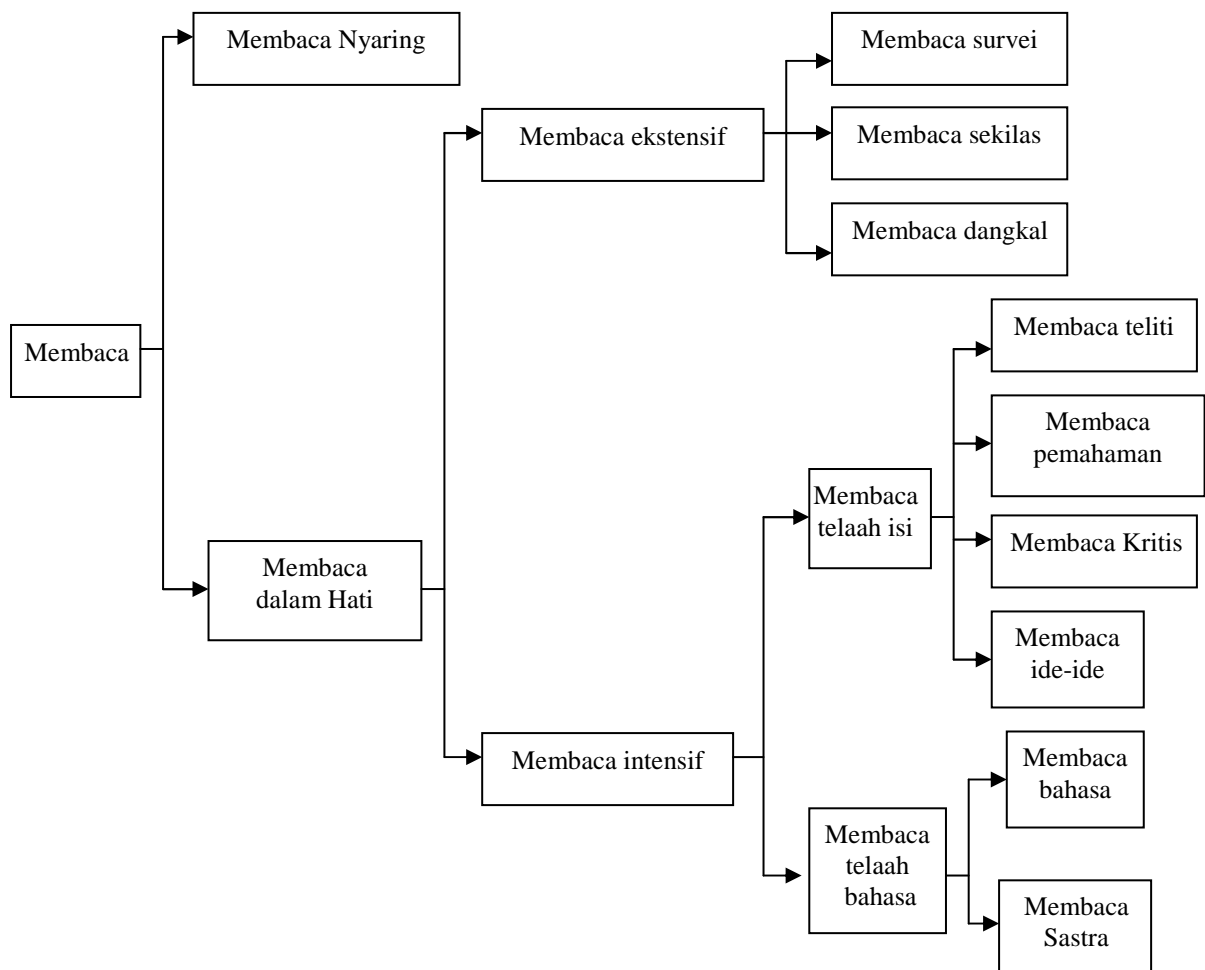 Membaca Nyaring
Membaca survei
Membaca ekstensif
Membaca sekilas
Membaca dangkal
Membaca
Membaca teliti
Membaca
pemahaman
Membaca
telaah isi
Membaca Kritis
Membaca
dalam Hati
Membaca
ide-ide
Membaca intensif
Membaca
bahasa
Membaca
telaah
bahasa
Membaca
Sastra